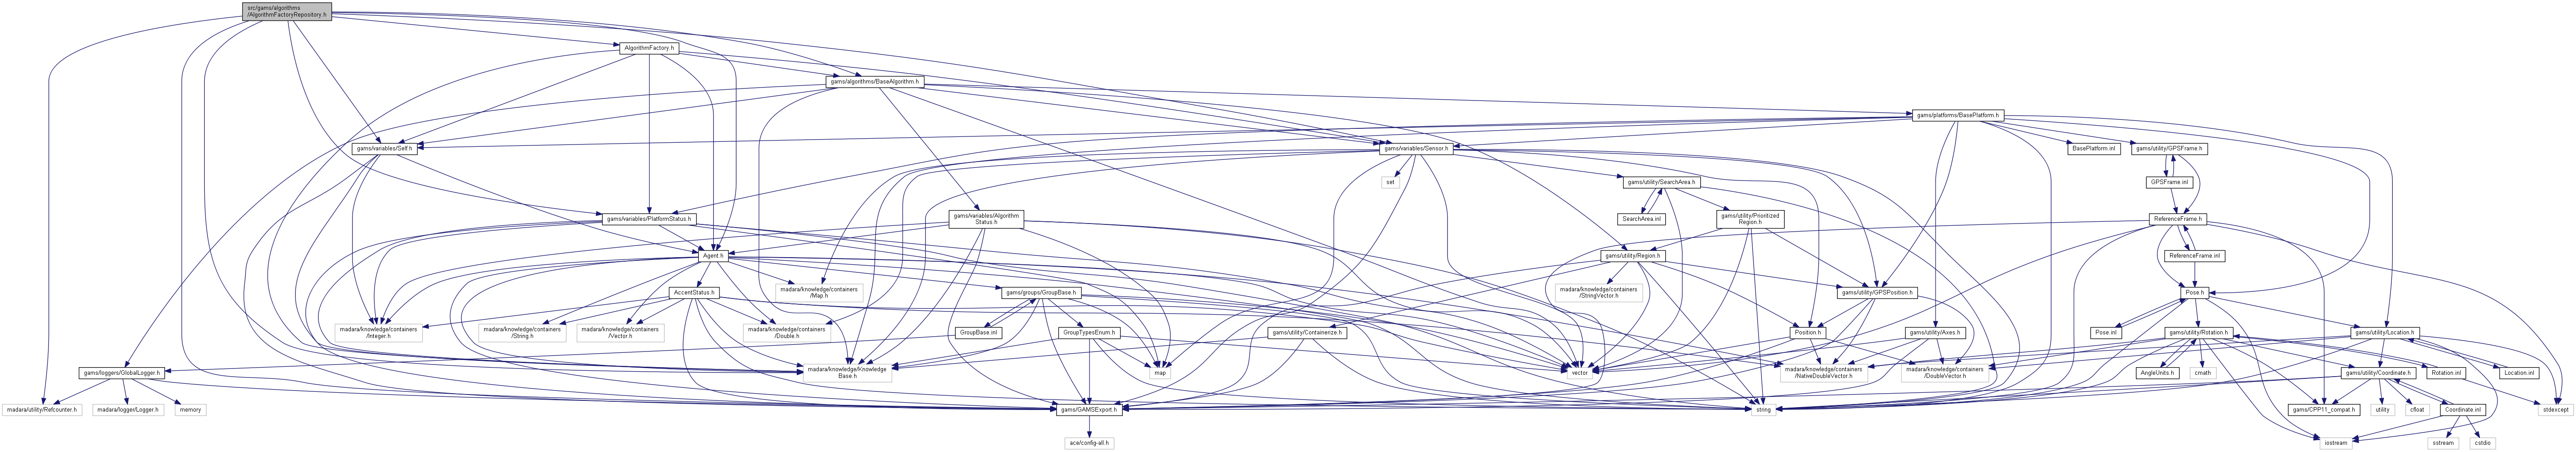 src/gams/algorithms
/AlgorithmFactoryRepository.h
AlgorithmFactory.h
gams/algorithms/BaseAlgorithm.h
gams/platforms/BasePlatform.h
gams/variables/Self.h
gams/variables/Sensor.h
BasePlatform.inl
gams/utility/GPSFrame.h
set
gams/utility/SearchArea.h
GPSFrame.inl
gams/variables/PlatformStatus.h
gams/variables/Algorithm
Status.h
SearchArea.inl
gams/utility/Prioritized
Region.h
ReferenceFrame.h
Agent.h
gams/utility/Region.h
ReferenceFrame.inl
AccentStatus.h
madara/knowledge/containers
/Map.h
gams/groups/GroupBase.h
madara/knowledge/containers
/StringVector.h
gams/utility/GPSPosition.h
Pose.h
madara/knowledge/containers
/Integer.h
madara/knowledge/containers
/String.h
madara/knowledge/containers
/Vector.h
madara/knowledge/containers
/Double.h
GroupBase.inl
GroupTypesEnum.h
gams/utility/Containerize.h
Position.h
gams/utility/Axes.h
Pose.inl
gams/utility/Rotation.h
gams/utility/Location.h
gams/loggers/GlobalLogger.h
madara/knowledge/Knowledge
Base.h
map
vector
madara/knowledge/containers
/NativeDoubleVector.h
madara/knowledge/containers
/DoubleVector.h
AngleUnits.h
cmath
gams/utility/Coordinate.h
Rotation.inl
Location.inl
madara/utility/Refcounter.h
madara/logger/Logger.h
memory
gams/GAMSExport.h
string
gams/CPP11_compat.h
utility
cfloat
Coordinate.inl
stdexcept
ace/config-all.h
iostream
sstream
cstdio